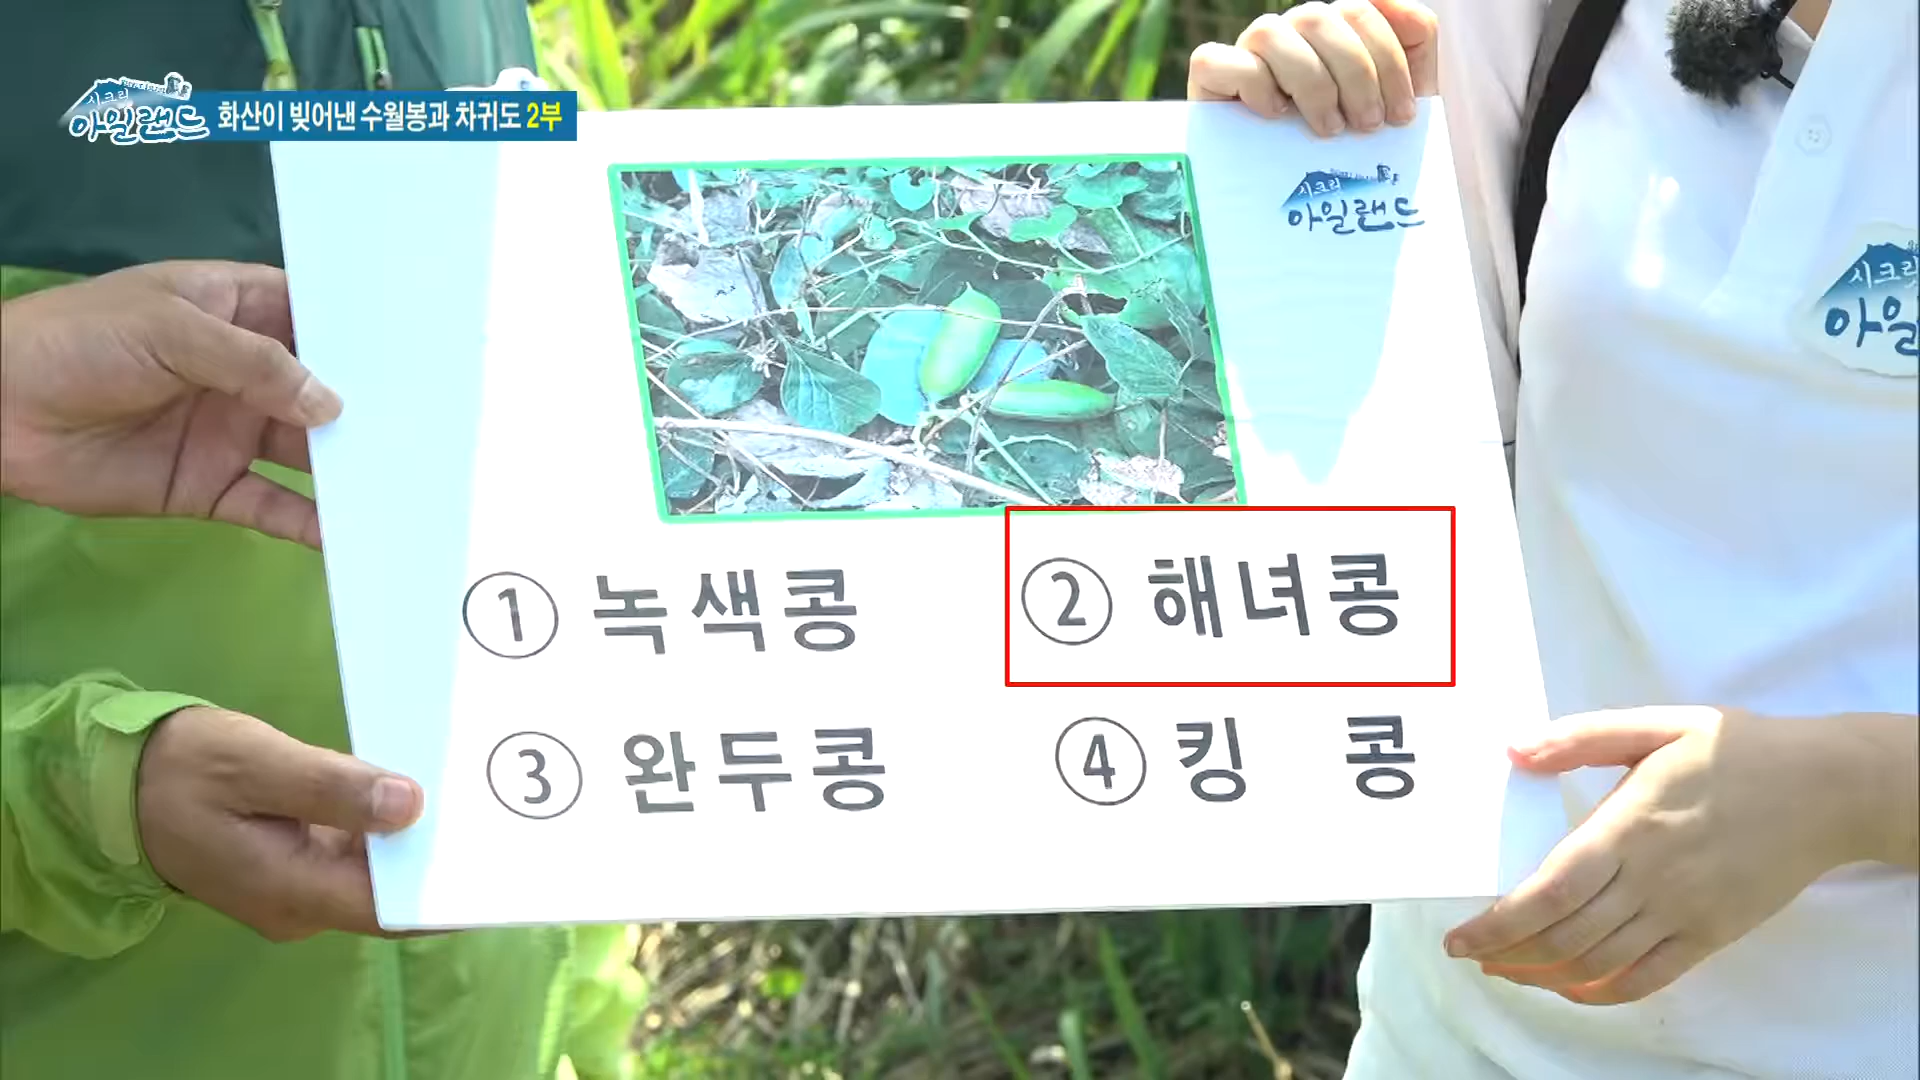 시크릿
아일랜드
화산이 빚어낸 수월봉과 차귀도 2부
시크릿
아일랜드
시크릿
아일
① 녹색콩
② 해녀콩
③ 완두콩
④ 킹 콩